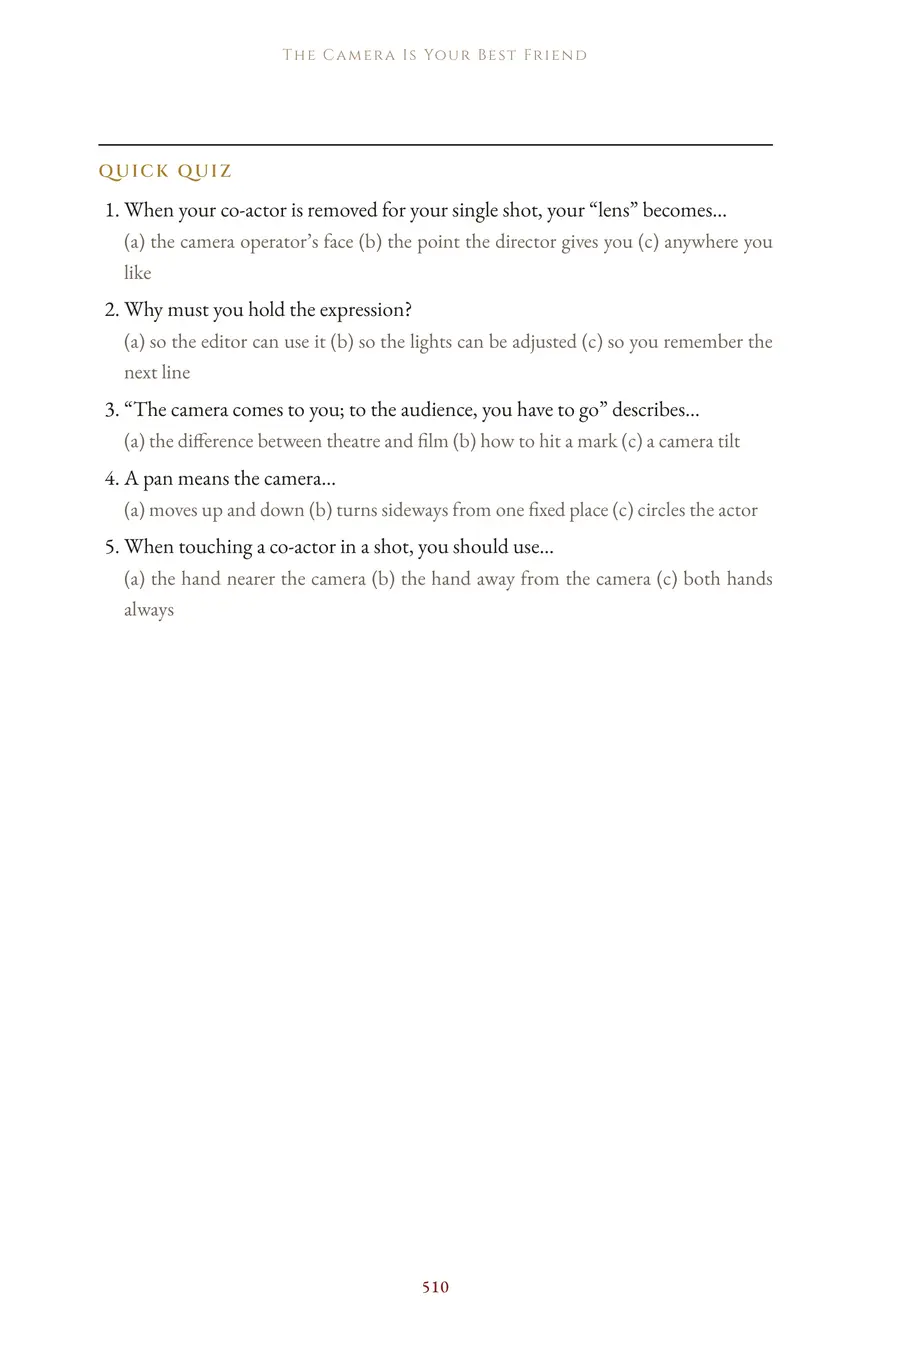 The Camera Is Your Best Friend
QUICK QUIZ
1. When your co-actor is removed for your single shot, your “lens” becomes…
(a) the camera operator’s face (b) the point the director gives you (c) anywhere you
like
2. Why must you hold the expression?
(a) so the editor can use it (b) so the lights can be adjusted (c) so you remember the
next line
3. “The camera comes to you; to the audience, you have to go” describes…
(a) the difference between theatre and film (b) how to hit a mark (c) a camera tilt
4. A pan means the camera…
(a) moves up and down (b) turns sideways from one fixed place (c) circles the actor
5. When touching a co-actor in a shot, you should use…
(a) the hand nearer the camera (b) the hand away from the camera (c) both hands
always
510